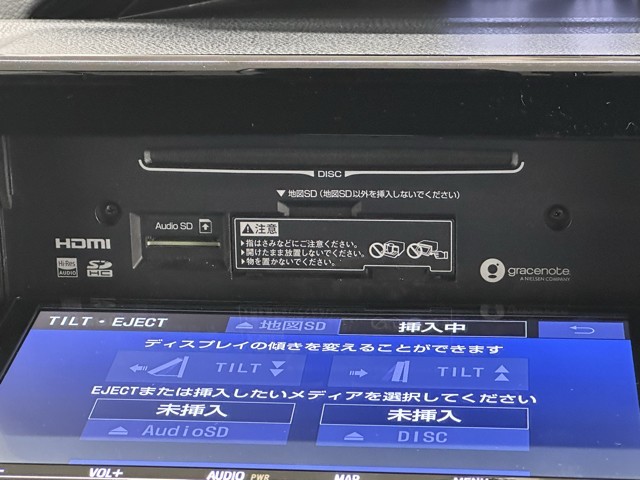 DISC
▼地図SD(地図SD以外を挿入しないでください)
Audio SD
⚠注意
▶指はさみなどにご注意ください。
▶開けたまま放置しないでください。
▶物を置かないでください。
HDMI
Hi-Res AUDIO
SD HC
gracenote.
A NIELSEN COMPANY
TILT・EJECT
地図SD
挿入中
ディスプレイの傾きを変えることができます
TILT
TILT
EJECTまたは挿入したいメディアを選択してください
未挿入
未挿入
AudioSD
DISC
VOL+
AUDIO PWR
MAP
MENU